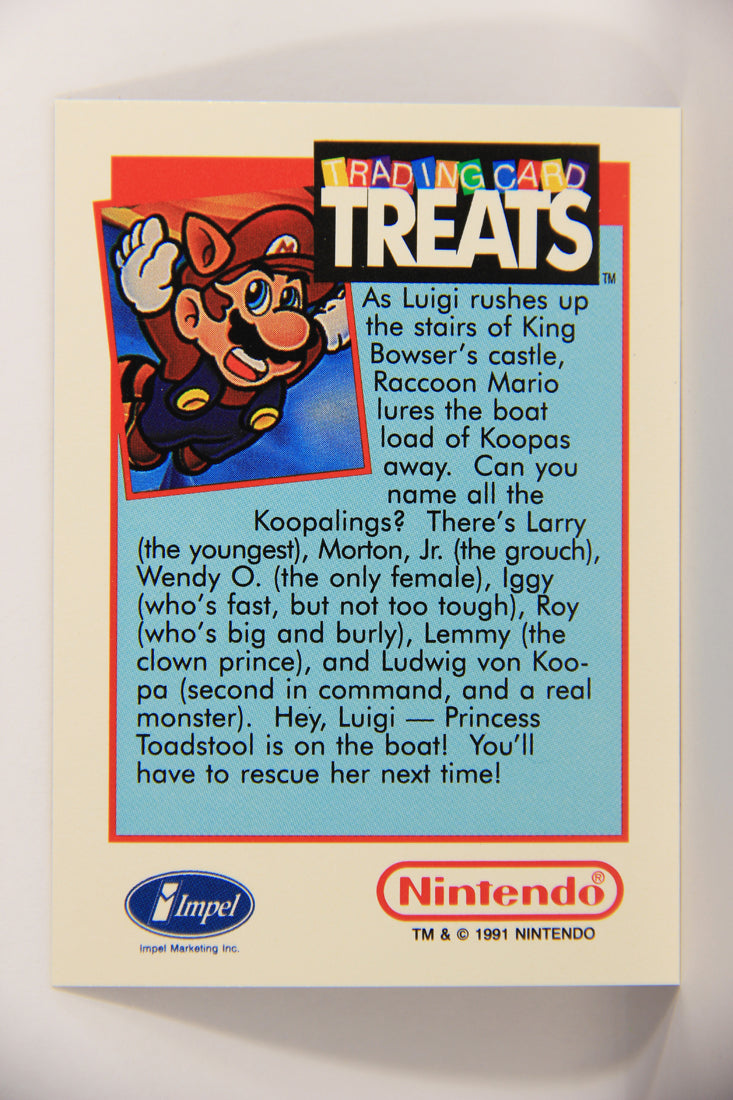 TRADING CARD
TREATS
TM
M
As Luigi rushes up
the stairs of King
Bowser's castle,
Raccoon Mario
lures the boat
load of Koopas
away. Can you
name all the
Koopalings? There's Larry
(the youngest), Morton, Jr. (the grouch),
Wendy O. (the only female), Iggy
(who's fast, but not too tough), Roy
(who's big and burly), Lemmy (the
clown prince), and Ludwig von Koo-
pa (second in command, and a real
monster). Hey, Luigi — Princess
Toadstool is on the boat! You'll
have to rescue her next time!
Impel
Impel Marketing Inc.
Nintendo®
TM & © 1991 NINTENDO